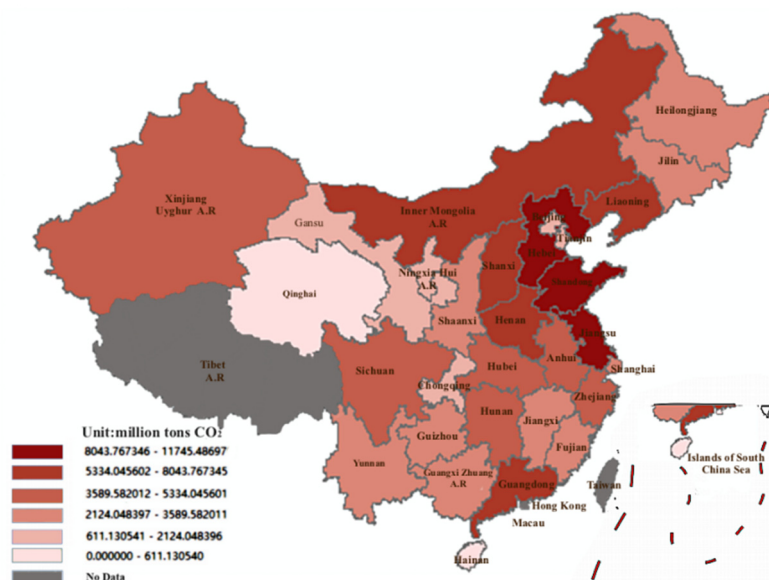 Heilongjiang
Jilin
Xinjiang
Uyghur A.R
Gansu
Inner Mongolia
A.R
Liaoning
Beijing
Tianjin
Hebei
Ningxia Hui
A.R
Shanxi
Shandong
Qinghai
Shaanxi
Henan
Jiangsu
Tibet
A.R
Sichuan
Chongqing
Hubei
Anhui
Shanghai
Zhejiang
Hunan
Jiangxi
Guizhou
Fujian
Yunnan
Guangxi Zhuang
A.R
Guangdong
Hong Kong
Macau
Taiwan
Hainan
Islands of South
China Sea
Unit:million tons CO₂
8043.767346 - 11745.48697
5334.045602 - 8043.767345
3589.582012 - 5334.045601
2124.048397 - 3589.582011
611.130541 - 2124.048396
0.000000 - 611.130540
No Data